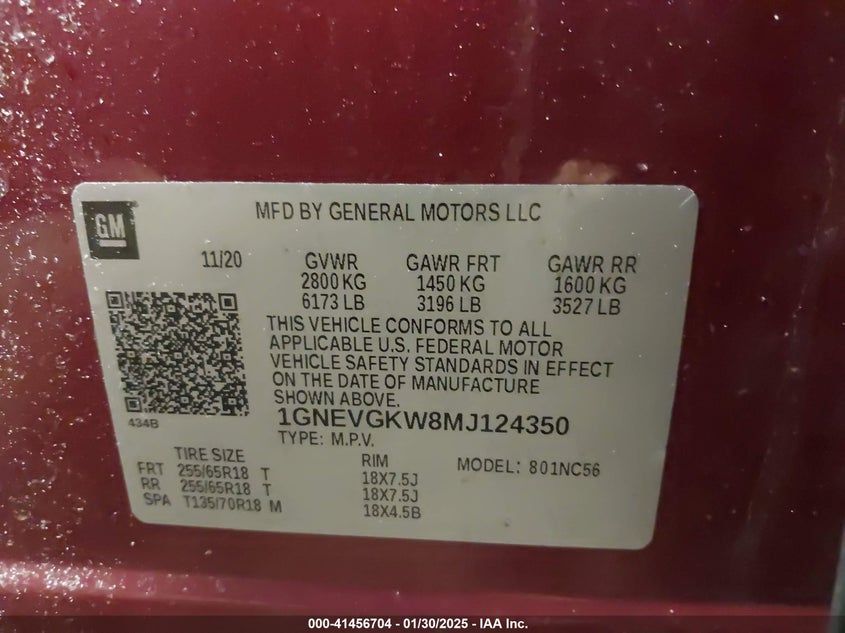 GM
MFD BY GENERAL MOTORS LLC
11/20 GVWR GAWR FRT GAWR RR
2800 KG 1450 KG 1600 KG
6173 LB 3196 LB 3527 LB
THIS VEHICLE CONFORMS TO ALL
APPLICABLE U.S. FEDERAL MOTOR
VEHICLE SAFETY STANDARDS IN EFFECT
ON THE DATE OF MANUFACTURE
SHOWN ABOVE.
434B
1GNEVGKW8MJ124350
TYPE: M.P.V.
TIRE SIZE RIM MODEL: 801NC56
FRT 255/65R18 T 18X7.5J
RR 255/65R18 T 18X7.5J
SPA T135/70R18 M 18X4.5B
000-41456704 — 01/30/2025 — IAA Inc.